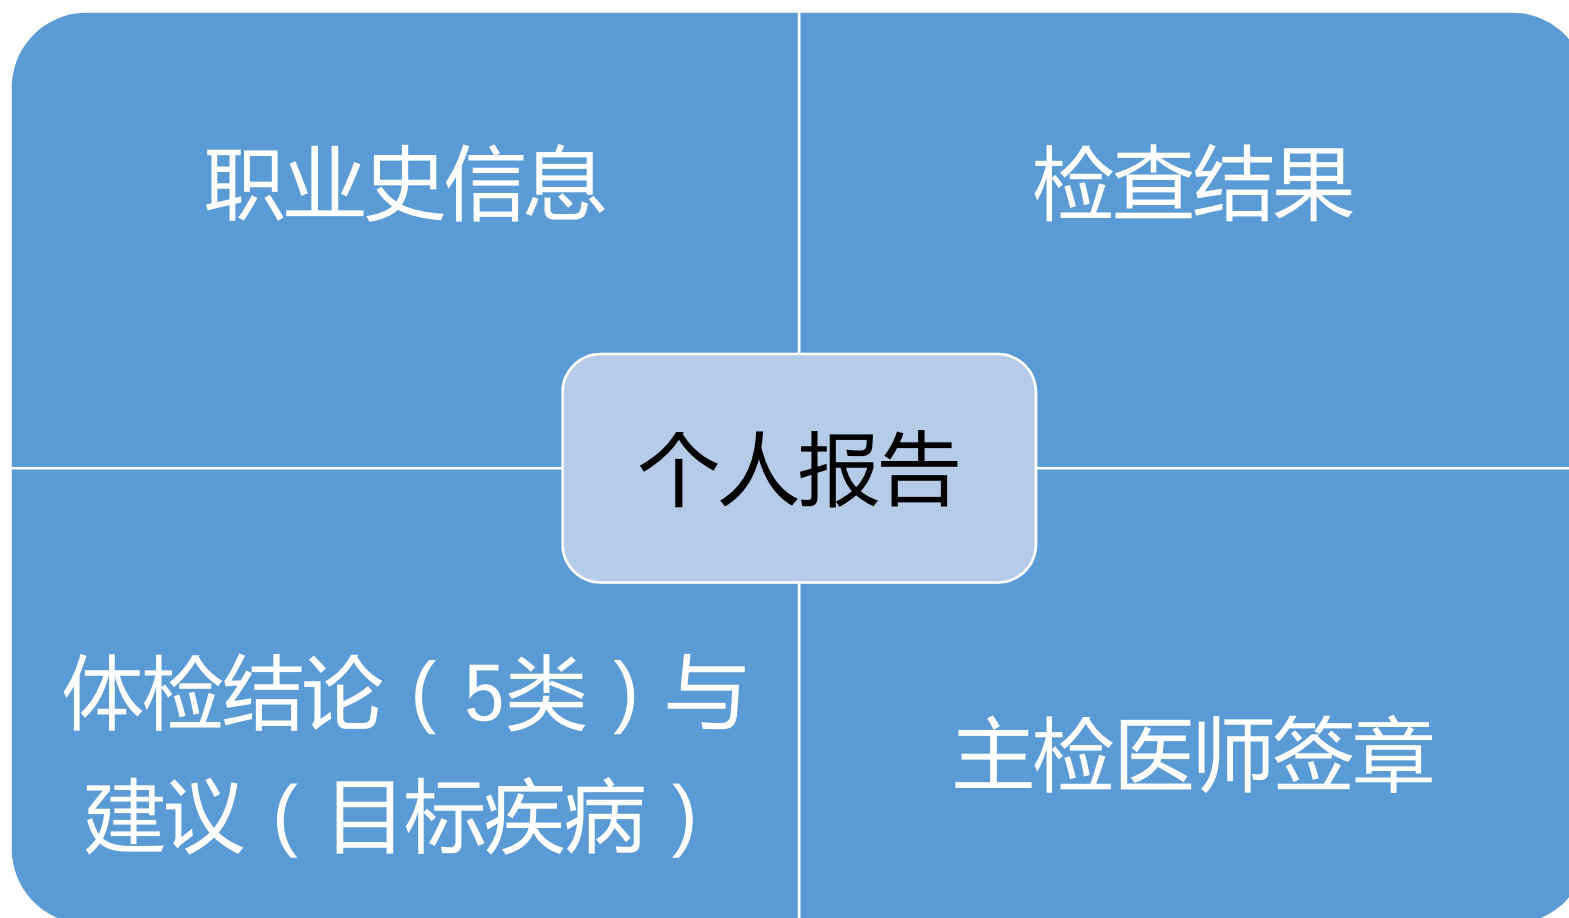 职业史信息
检查结果
个人报告
体检结论（5类）与
建议（目标疾病）
主检医师签章